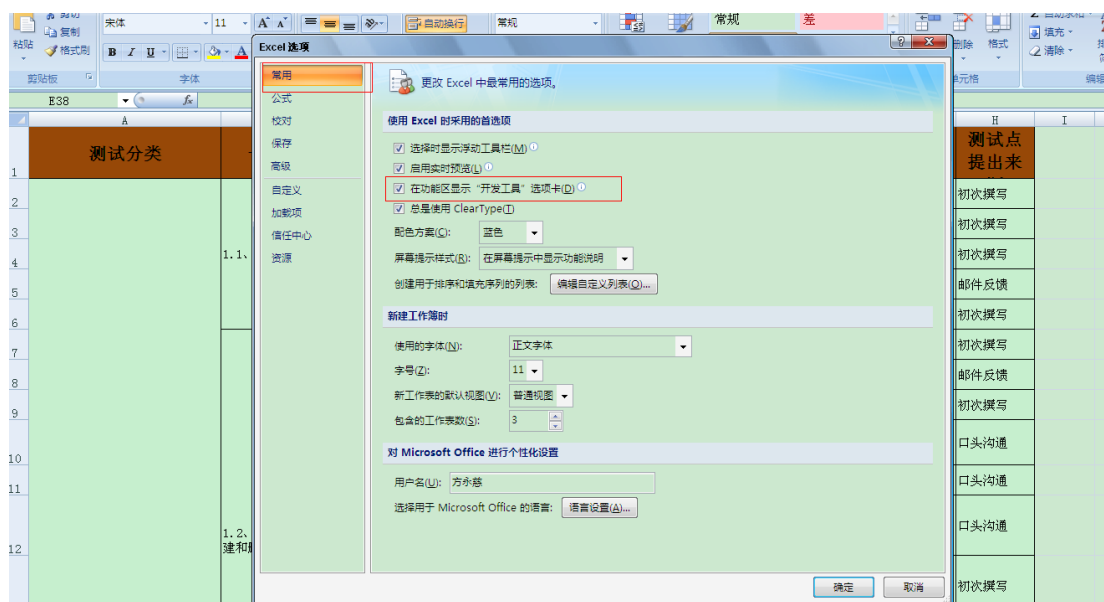 剪切
复制
粘贴
格式刷
剪贴板
宋体
11
A A
B I U
A
字体
自动换行
常规
常规
差
删除
格式
填充
清除
单元格
E38
fx
A
H
I
测试分类
测试点
提出来
1
2
3
4
5
6
7
8
9
10
11
12
1.1、
1.2、
初次撰写
初次撰写
初次撰写
邮件反馈
初次撰写
初次撰写
邮件反馈
初次撰写
口头沟通
口头沟通
口头沟通
初次撰写
Excel 选项
常用
公式
校对
保存
高级
自定义
加载项
信任中心
资源
更改 Excel 中最常用的选项。
使用 Excel 时采用的首选项
选择时显示浮动工具栏(M)
启用实时预览(L)
在功能区显示“开发工具”选项卡(D)
总是使用 ClearType(T)
配色方案(C): 蓝色
屏幕提示样式(R): 在屏幕提示中显示功能说明
创建用于排序和填充序列的列表: 编辑自定义列表(O)...
新建工作簿时
使用的字体(N): 正文字体
字号(Z): 11
新工作表的默认视图(V): 普通视图
包含的工作表数(S): 3
对 Microsoft Office 进行个性化设置
用户名(U): 方永慈
选择用于 Microsoft Office 的语言: 语言设置(A)...
确定
取消